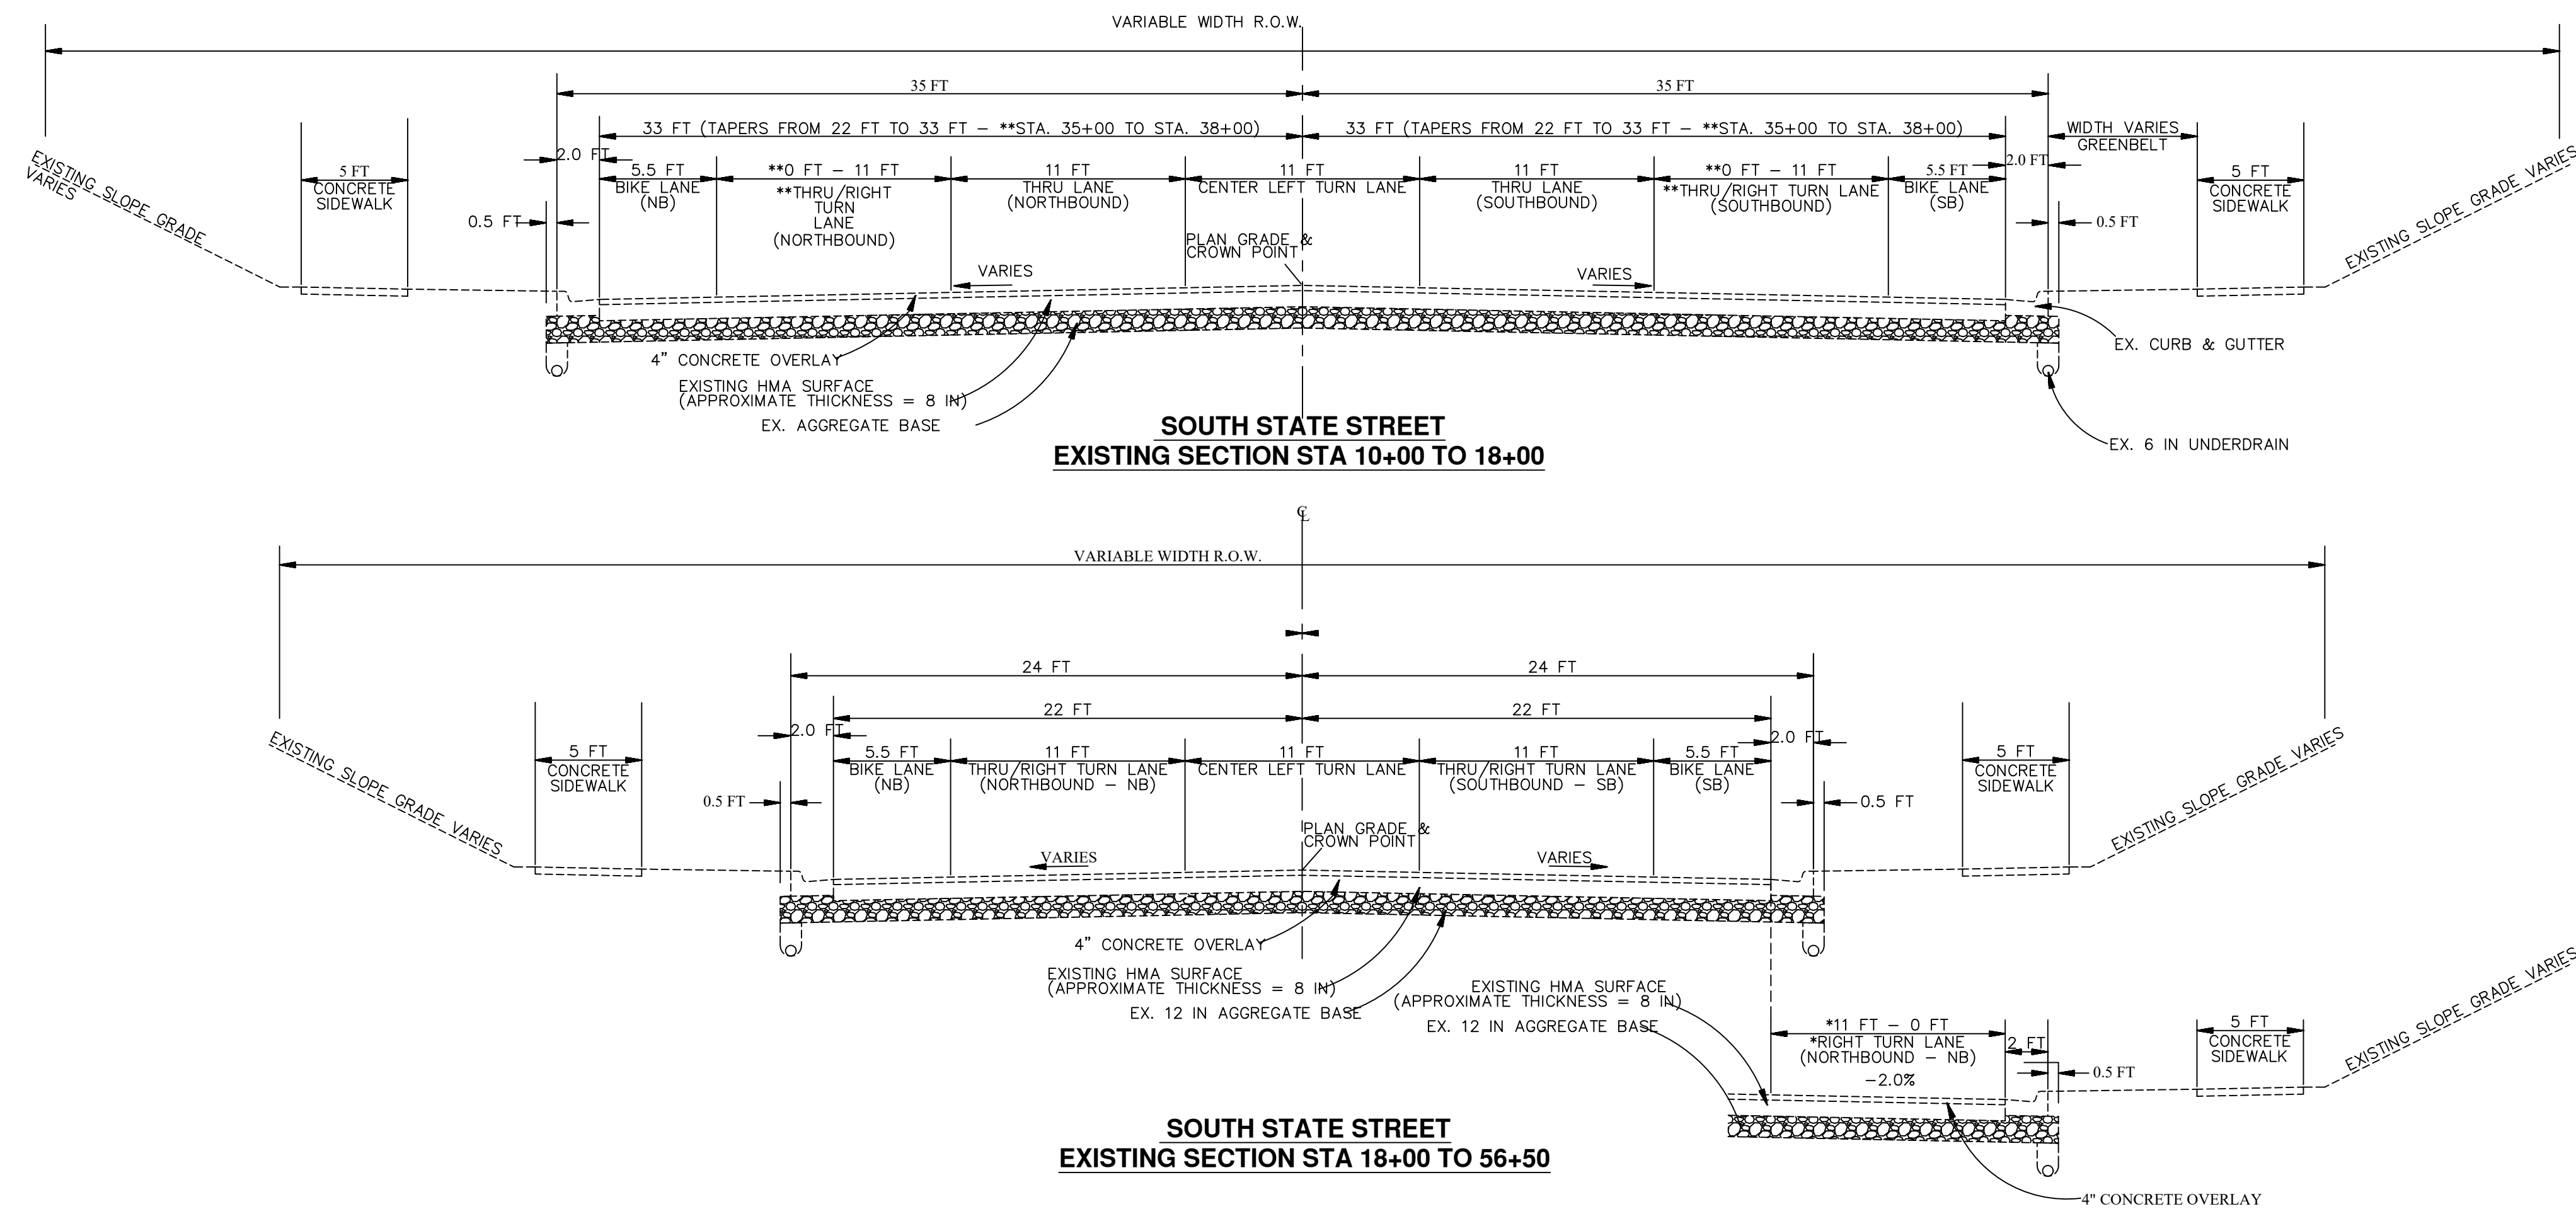 VARIABLE WIDTH R.O.W.
35 FT
35 FT
33 FT (TAPERS FROM 22 FT TO 33 FT - **STA. 35+00 TO STA. 38+00)
33 FT (TAPERS FROM 22 FT TO 33 FT - **STA. 35+00 TO STA. 38+00)
WIDTH VARIES
GREENBELT
EXISTING SLOPE GRADE
VARIES
5 FT
CONCRETE
SIDEWALK
2.0 FT
0.5 FT
5.5 FT
BIKE LANE
(NB)
**0 FT - 11 FT
**THRU/RIGHT
TURN
LANE
(NORTHBOUND)
11 FT
THRU LANE
(NORTHBOUND)
11 FT
CENTER LEFT TURN LANE
11 FT
THRU LANE
(SOUTHBOUND)
**0 FT - 11 FT
**THRU/RIGHT TURN LANE
(SOUTHBOUND)
5.5 FT
BIKE LANE
(SB)
2.0 FT
0.5 FT
5 FT
CONCRETE
SIDEWALK
EXISTING SLOPE GRADE VARIES
PLAN GRADE &
CROWN POINT
VARIES
VARIES
4” CONCRETE OVERLAY
EXISTING HMA SURFACE
(APPROXIMATE THICKNESS = 8 IN)
EX. AGGREGATE BASE
EX. CURB & GUTTER
EX. 6 IN UNDERDRAIN
SOUTH STATE STREET
EXISTING SECTION STA 10+00 TO 18+00
℄
VARIABLE WIDTH R.O.W.
24 FT
24 FT
22 FT
22 FT
EXISTING SLOPE GRADE VARIES
5 FT
CONCRETE
SIDEWALK
2.0 FT
0.5 FT
5.5 FT
BIKE LANE
(NB)
11 FT
THRU/RIGHT TURN LANE
(NORTHBOUND - NB)
11 FT
CENTER LEFT TURN LANE
11 FT
THRU/RIGHT TURN LANE
(SOUTHBOUND - SB)
5.5 FT
BIKE LANE
(SB)
2.0 FT
0.5 FT
5 FT
CONCRETE
SIDEWALK
EXISTING SLOPE GRADE VARIES
PLAN GRADE &
CROWN POINT
VARIES
VARIES
4” CONCRETE OVERLAY
EXISTING HMA SURFACE
(APPROXIMATE THICKNESS = 8 IN)
EX. 12 IN AGGREGATE BASE
EXISTING HMA SURFACE
(APPROXIMATE THICKNESS = 8 IN)
EX. 12 IN AGGREGATE BASE
*11 FT - 0 FT
*RIGHT TURN LANE
(NORTHBOUND - NB)
-2.0%
2 FT
0.5 FT
5 FT
CONCRETE
SIDEWALK
EXISTING SLOPE GRADE VARIES
4" CONCRETE OVERLAY
SOUTH STATE STREET
EXISTING SECTION STA 18+00 TO 56+50